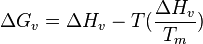 ΔG_v = ΔH_v − T(ΔH_v / T_m)